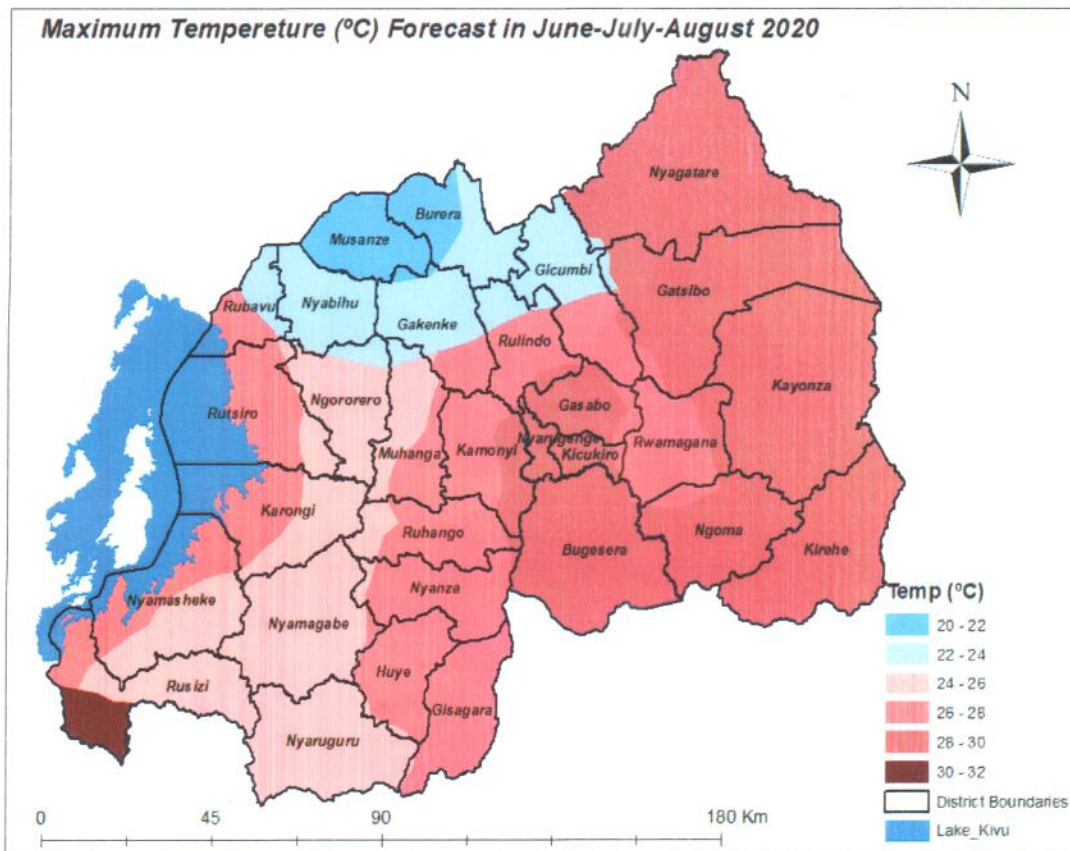 Maximum Tempereture (ºC) Forecast in June-July-August 2020
N
Nyagatare
Burera
Musanze
Gicumbi
Gatsibo
Rubavu
Nyabihu
Gakenke
Rulindo
Kayonza
Ngororero
Gasabo
Rutsiro
Nyarugenge
Rwamagana
Muhanga
Kamonyi
Kicukiro
Karongi
Ruhango
Bugesera
Ngoma
Kirehe
Nyanza
Nyamasheke
Nyamagabe
Huye
Rusizi
Gisagara
Nyaruguru
Temp (ºC)
20 - 22
22 - 24
24 - 26
26 - 28
28 - 30
30 - 32
District Boundaries
Lake_Kivu
0 45 90 180 Km